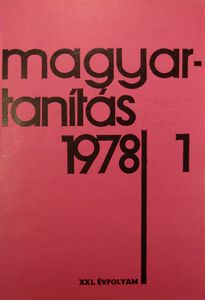 magyar-
tanítás
1978 1
XXI. ÉVFOLYAM